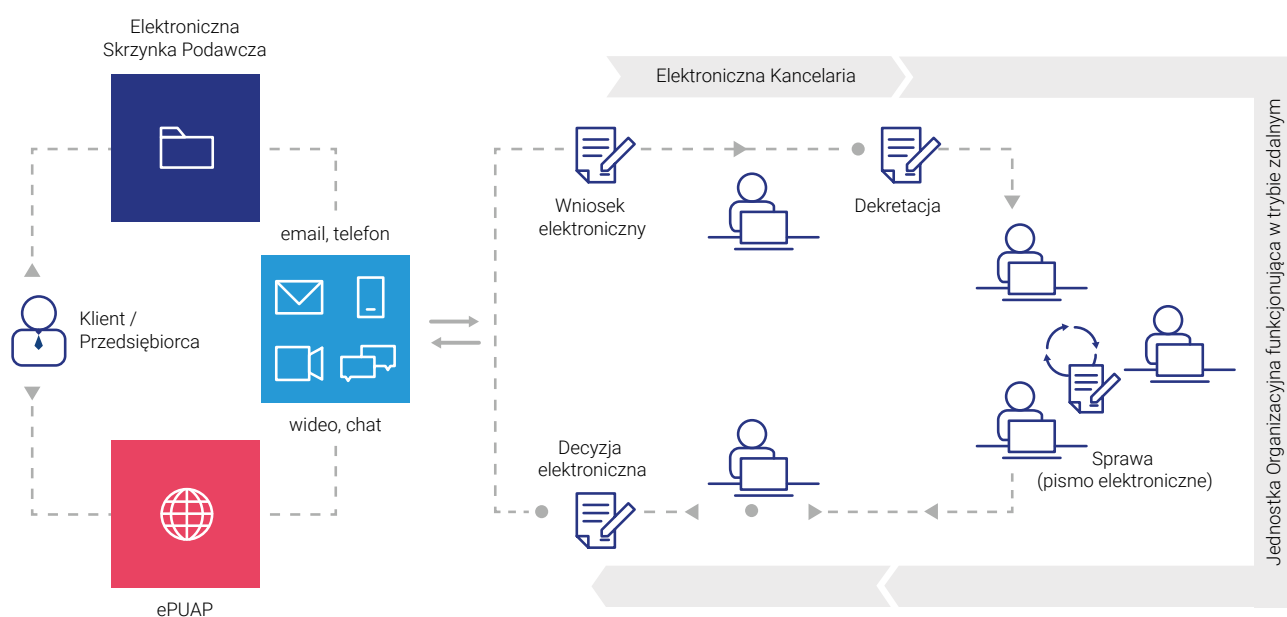 Elektroniczna
Skrzynka Podawcza
Elektroniczna Kancelaria
email, telefon
Klient /
Przedsiębiorca
wideo, chat
ePUAP
Wniosek
elektroniczny
Dekretacja
Sprawa
(pismo elektroniczne)
Decyzja
elektroniczna
Jednostka Organizacyjna funkcjonująca w trybie zdalnym